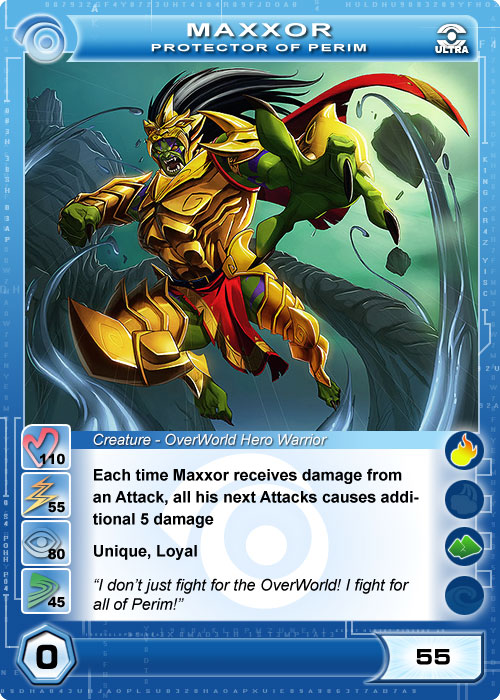 MAXXOR
PROTECTOR OF PERIM
ULTRA
Creature - OverWorld Hero Warrior
110
55
80
45
Each time Maxxor receives damage from
an Attack, all his next Attacks causes addi-
tional 5 damage
Unique, Loyal
“I don’t just fight for the OverWorld! I fight for
all of Perim!”
0
55